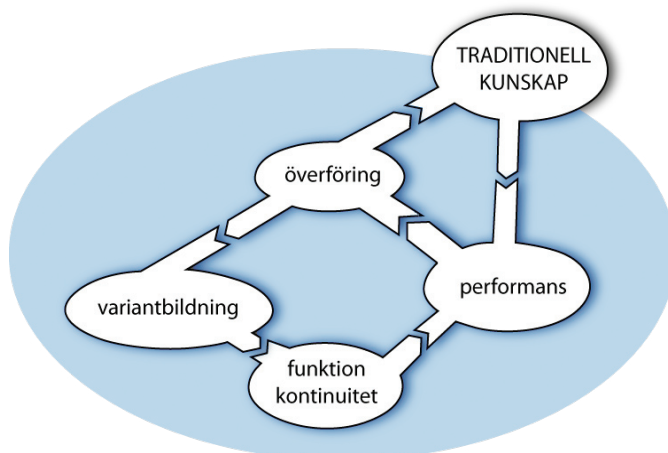 TRADITIONELL
KUNSKAP
överföring
performans
variantbildning
funktion
kontinuitet